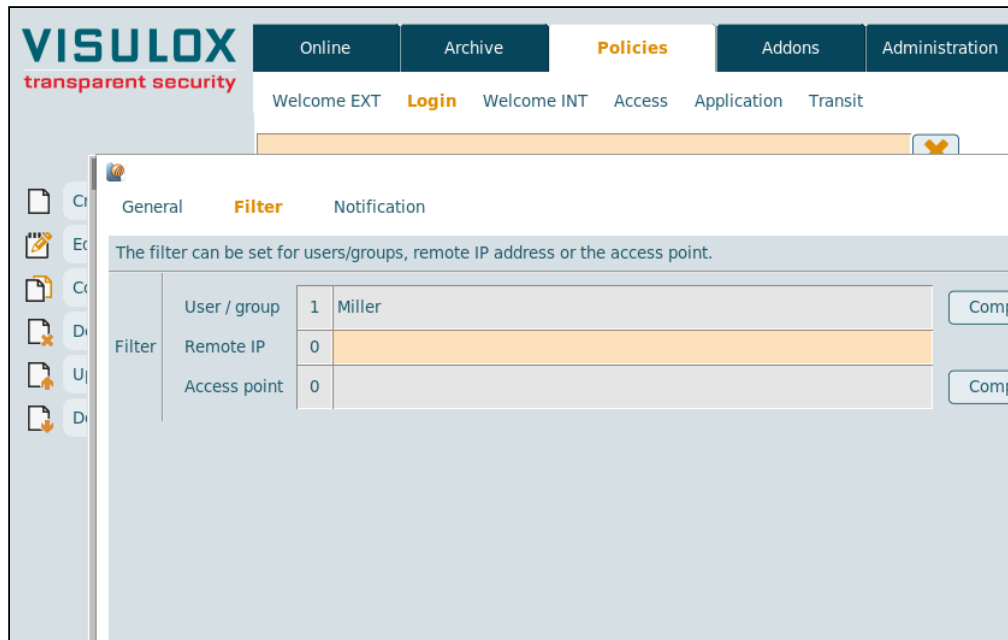 VISULOX
transparent security
Online Archive Policies Addons Administration
Welcome EXT Login Welcome INT Access Application Transit
General Filter Notification
The filter can be set for users/groups, remote IP address or the access point.
User / group 1 Miller
Filter Remote IP 0
Access point 0